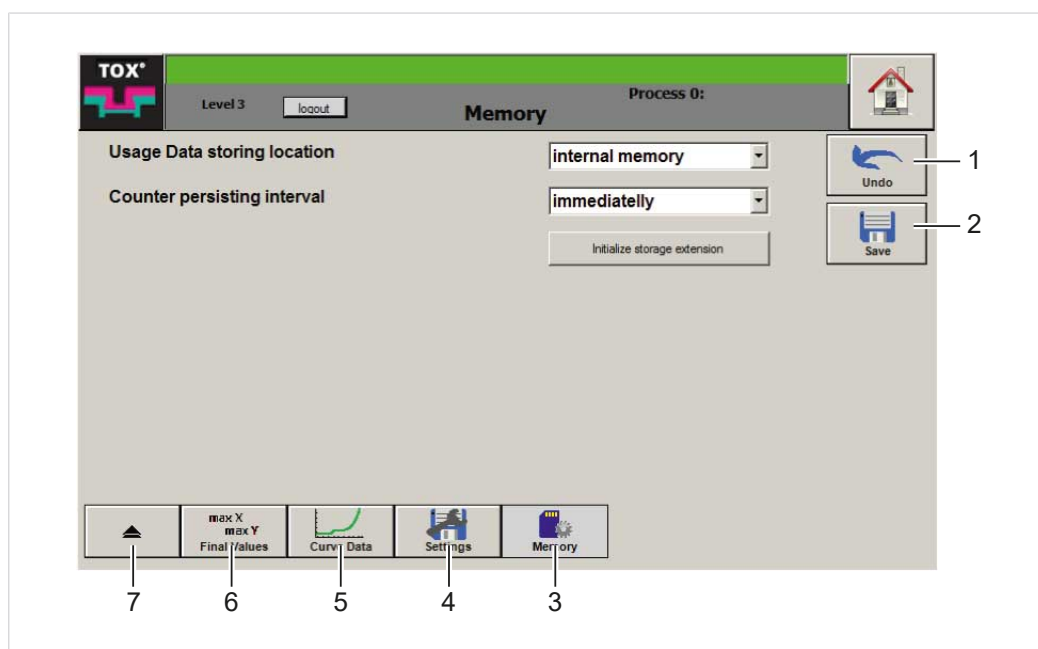 TOX®
Level 3
logout
Process 0:
Memory
Usage Data storing location
internal memory
Undo
1
Counter persisting interval
immediatelly
Save
2
Initialize storage extension
max X
max Y
Final Values
Curve Data
Settings
Memory
7
6
5
4
3